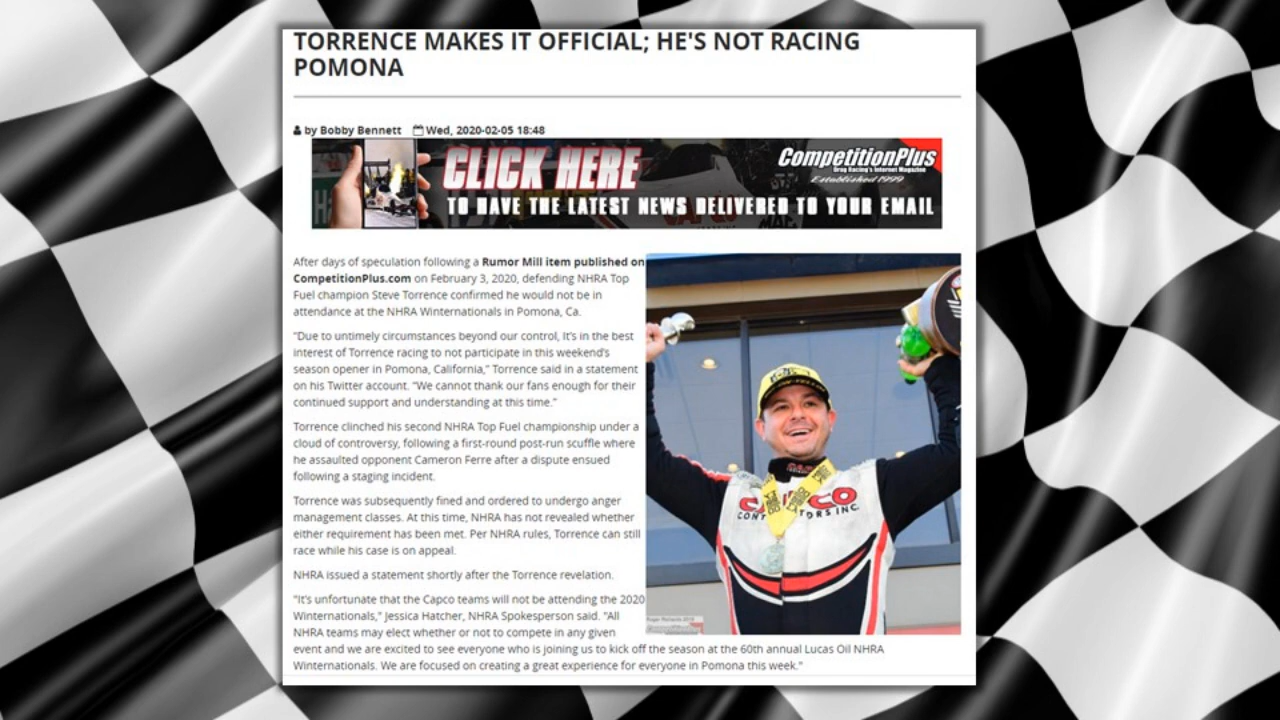 TORRENCE MAKES IT OFFICIAL; HE'S NOT RACING
POMONA
by Bobby Bennett Wed, 2020-02-05 18:48
CLICK HERE
CompetitionPlus
Drag Racing's Internet Magazine
Established 1999
TO HAVE THE LATEST NEWS DELIVERED TO YOUR EMAIL
After days of speculation following a Rumor Mill item published on
CompetitionPlus.com on February 3, 2020, defending NHRA Top
Fuel champion Steve Torrence confirmed he would not be in
attendance at the NHRA Winternationals in Pomona, Ca.
“Due to untimely circumstances beyond our control, It’s in the best
interest of Torrence racing to not participate in this weekend’s
season opener in Pomona, California,” Torrence said in a statement
on his Twitter account. “We cannot thank our fans enough for their
continued support and understanding at this time.”
Torrence clinched his second NHRA Top Fuel championship under a
cloud of controversy, following a first-round post-run scuffle where
he assaulted opponent Cameron Ferre after a dispute ensued
following a staging incident.
Torrence was subsequently fined and ordered to undergo anger
management classes. At this time, NHRA has not revealed whether
either requirement has been met. Per NHRA rules, Torrence can still
race while his case is on appeal.
NHRA issued a statement shortly after the Torrence revelation.
"It's unfortunate that the Capco teams will not be attending the 2020
Winternationals," Jessica Hatcher, NHRA Spokesperson said. "All
NHRA teams may elect whether or not to compete in any given
event and we are excited to see everyone who is joining us to kick off the season at the 60th annual Lucas Oil NHRA
Winternationals. We are focused on creating a great experience for everyone in Pomona this week."